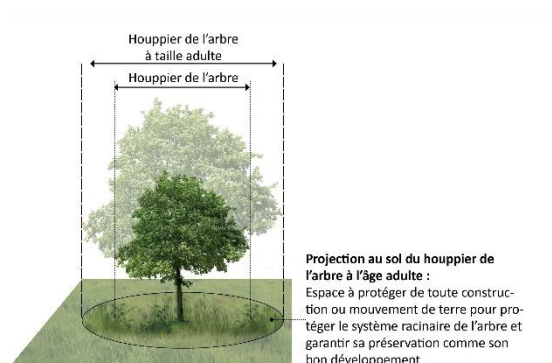 Houppier de l'arbre
à taille adulte
Houppier de l'arbre
Projection au sol du houppier de
l'arbre à l'âge adulte :
Espace à protéger de toute construc-
tion ou mouvement de terre pour pro-
téger le système racinaire de l'arbre et
garantir sa préservation comme son
bon développement